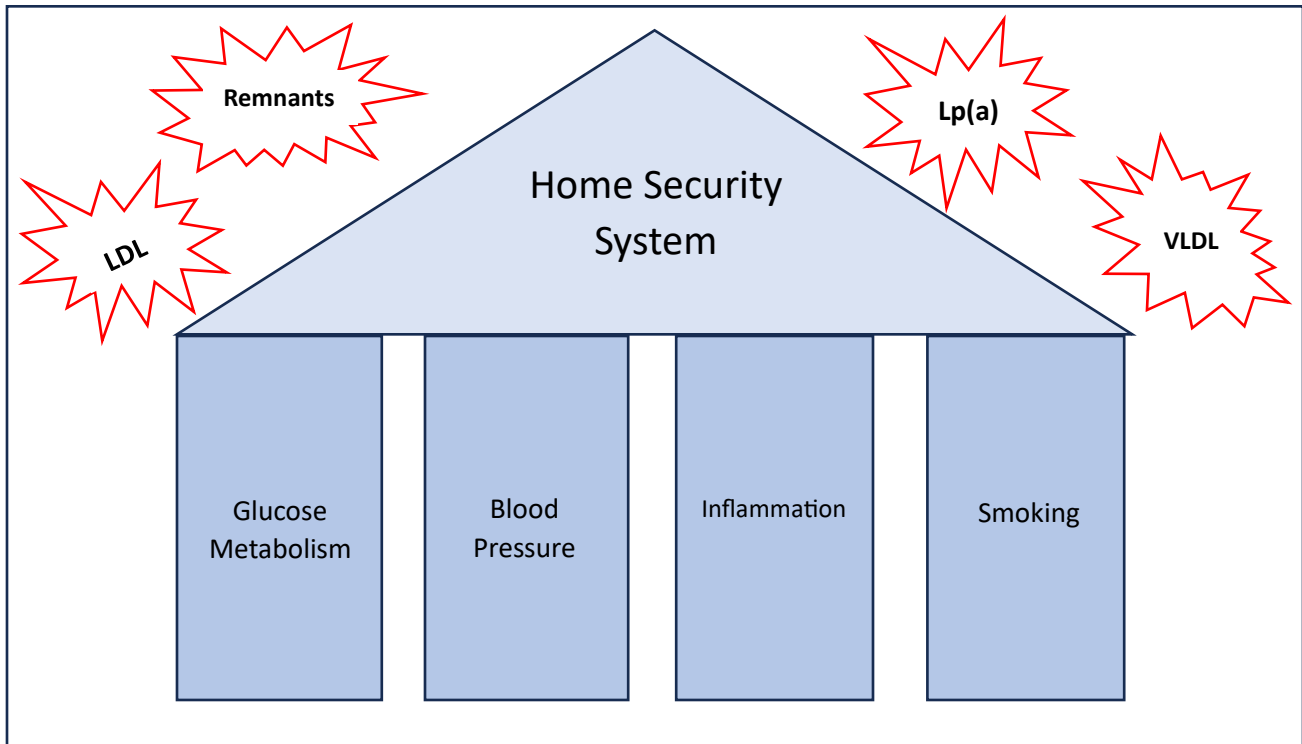 Remnants
Lp(a)
LDL
VLDL
Home Security
System
Glucose
Metabolism
Blood
Pressure
Inflammation
Smoking